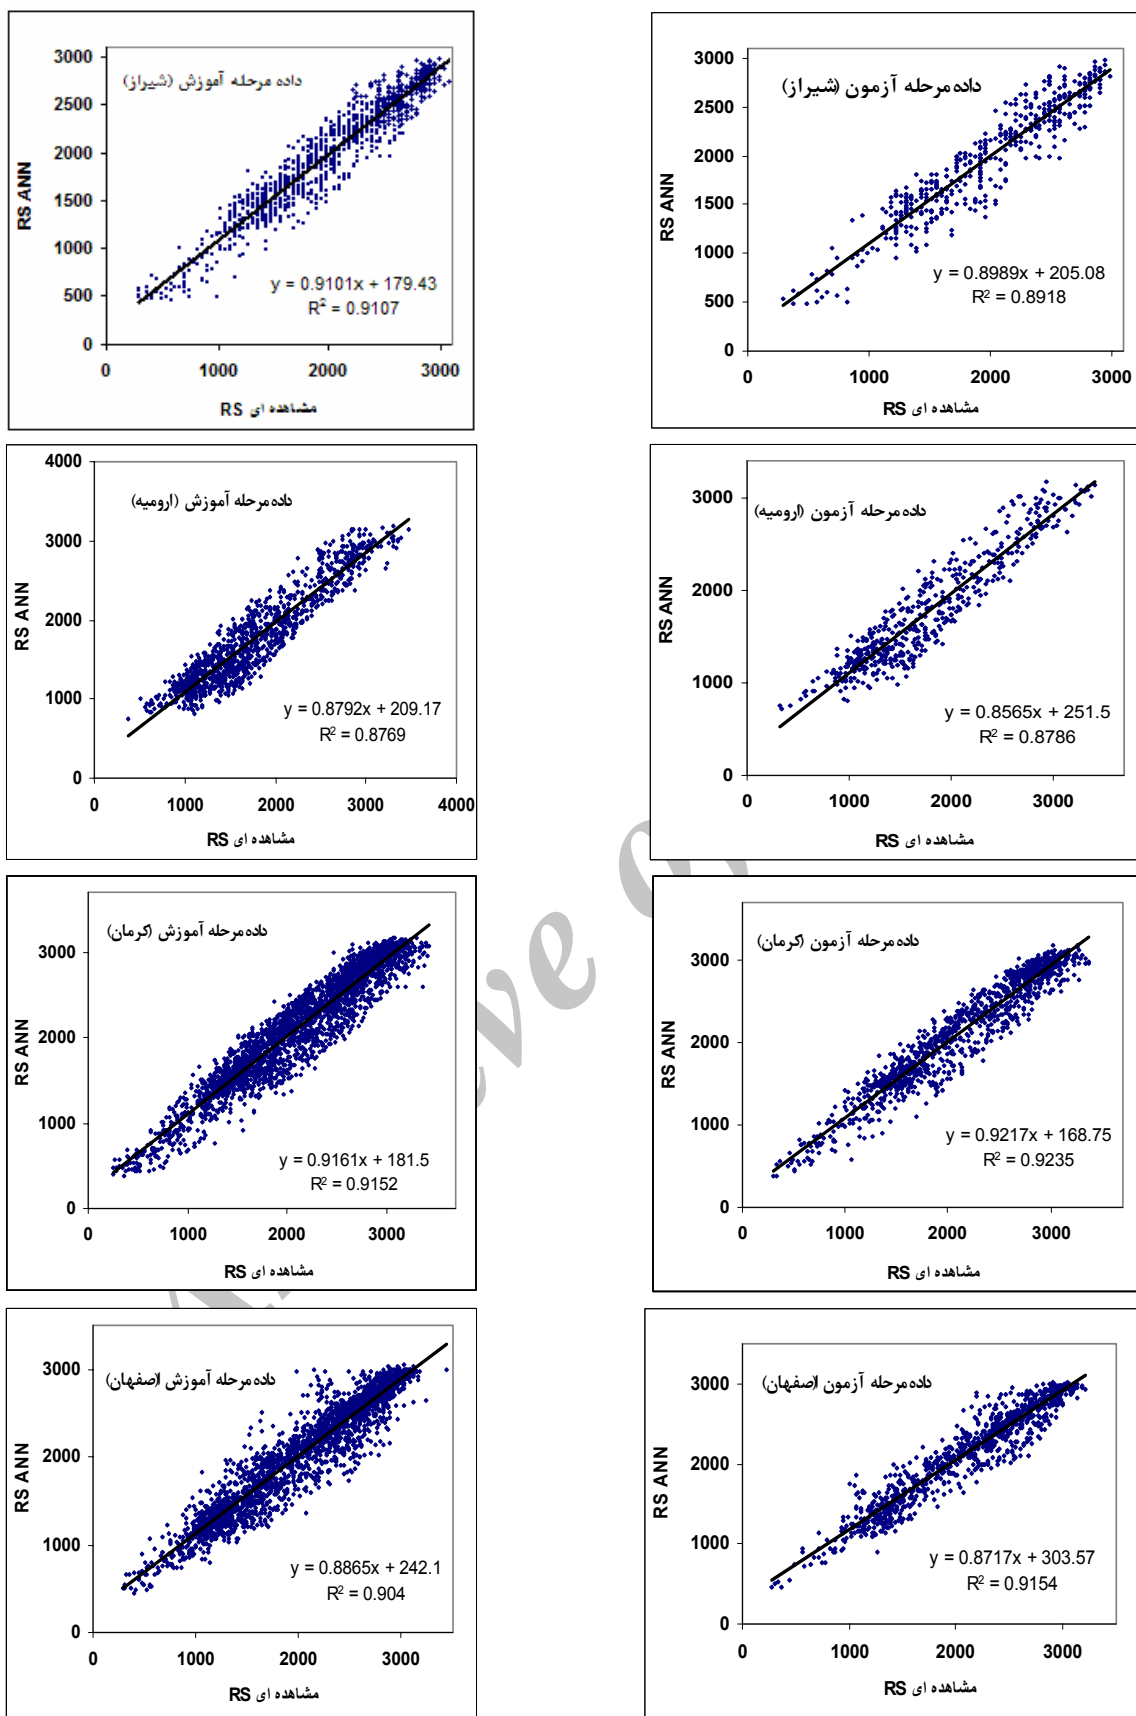 داده مرحله آموزش (شیراز)
3000
2500
2000
1500
1000
500
0
RS ANN
y = 0.9101x + 179.43
R² = 0.9107
0 1000 2000 3000
مشاهده ای RS
داده مرحله آزمون (شیراز)
3000
2500
2000
1500
1000
500
0
RS ANN
y = 0.8989x + 205.08
R² = 0.8918
0 1000 2000 3000
مشاهده ای RS
4000
داده مرحله آموزش (ارومیه)
3000
2000
1000
0
RS ANN
y = 0.8792x + 209.17
R² = 0.8769
0 1000 2000 3000 4000
مشاهده ای RS
داده مرحله آزمون (ارومیه)
3000
2000
1000
0
RS ANN
y = 0.8565x + 251.5
R² = 0.8786
0 1000 2000 3000
مشاهده ای RS
داده مرحله آموزش (کرمان)
3000
2000
1000
0
RS ANN
y = 0.9161x + 181.5
R² = 0.9152
0 1000 2000 3000
مشاهده ای RS
داده مرحله آزمون (کرمان)
3000
2000
1000
0
RS ANN
y = 0.9217x + 168.75
R² = 0.9235
0 1000 2000 3000
مشاهده ای RS
داده مرحله آموزش (صفهان)
3000
2000
1000
0
RS ANN
y = 0.8865x + 242.1
R² = 0.904
0 1000 2000 3000
مشاهده ای RS
داده مرحله آزمون (صفهان)
3000
2000
1000
0
RS ANN
y = 0.8717x + 303.57
R² = 0.9154
0 1000 2000 3000
مشاهده ای RS